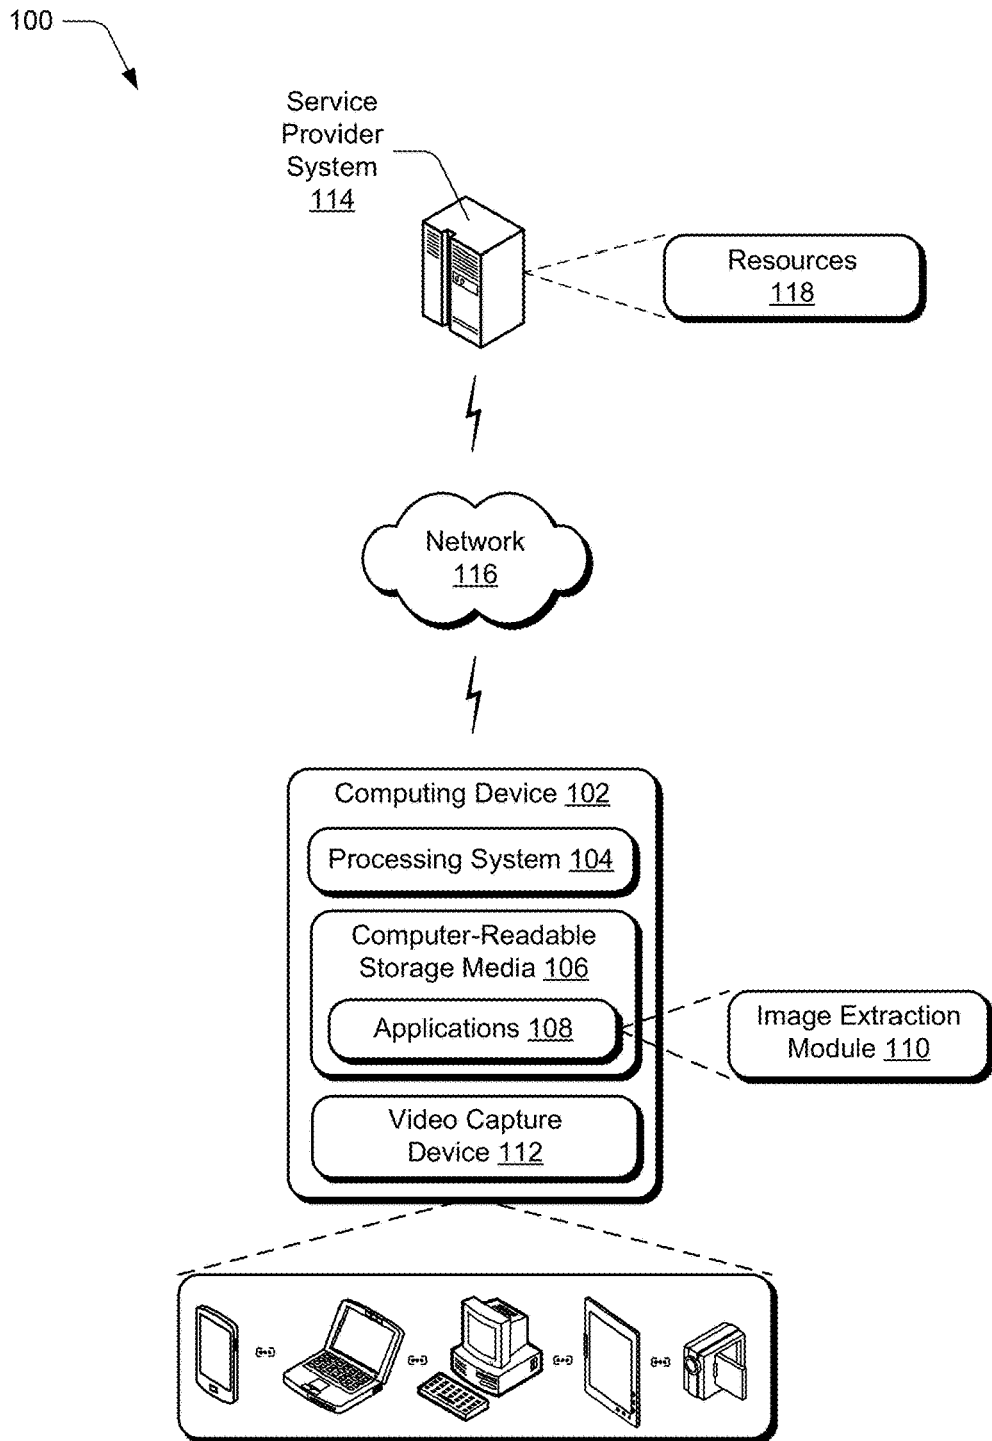 100
Service
Provider
System
114
Resources
118
Network
116
Computing Device 102
Processing System 104
Computer-Readable
Storage Media 106
Applications 108
Image Extraction
Module 110
Video Capture
Device 112